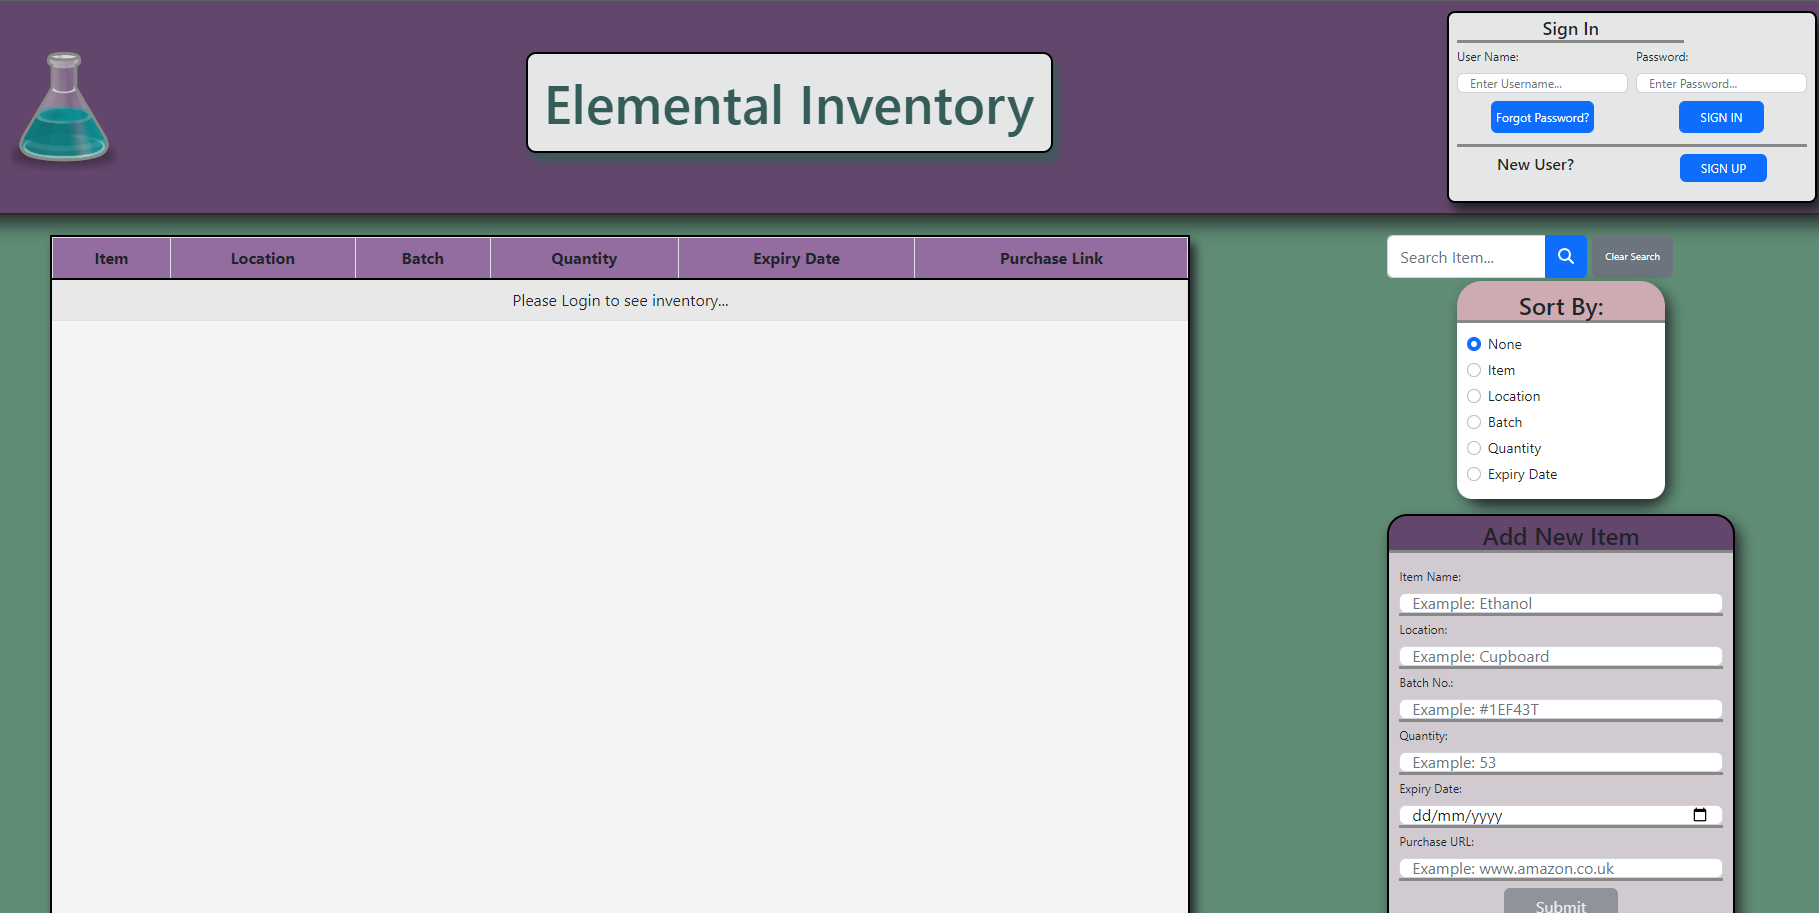 Elemental Inventory
Sign In
User Name: Password:
Enter Username... Enter Password...
Forgot Password? SIGN IN
New User? SIGN UP
Item Location Batch Quantity Expiry Date Purchase Link
Please Login to see inventory...
Search Item... Clear Search
Sort By:
None
Item
Location
Batch
Quantity
Expiry Date
Add New Item
Item Name:
Example: Ethanol
Location:
Example: Cupboard
Batch No.:
Example: #1EF43T
Quantity:
Example: 53
Expiry Date:
dd/mm/yyyy
Purchase URL:
Example: www.amazon.co.uk
Submit